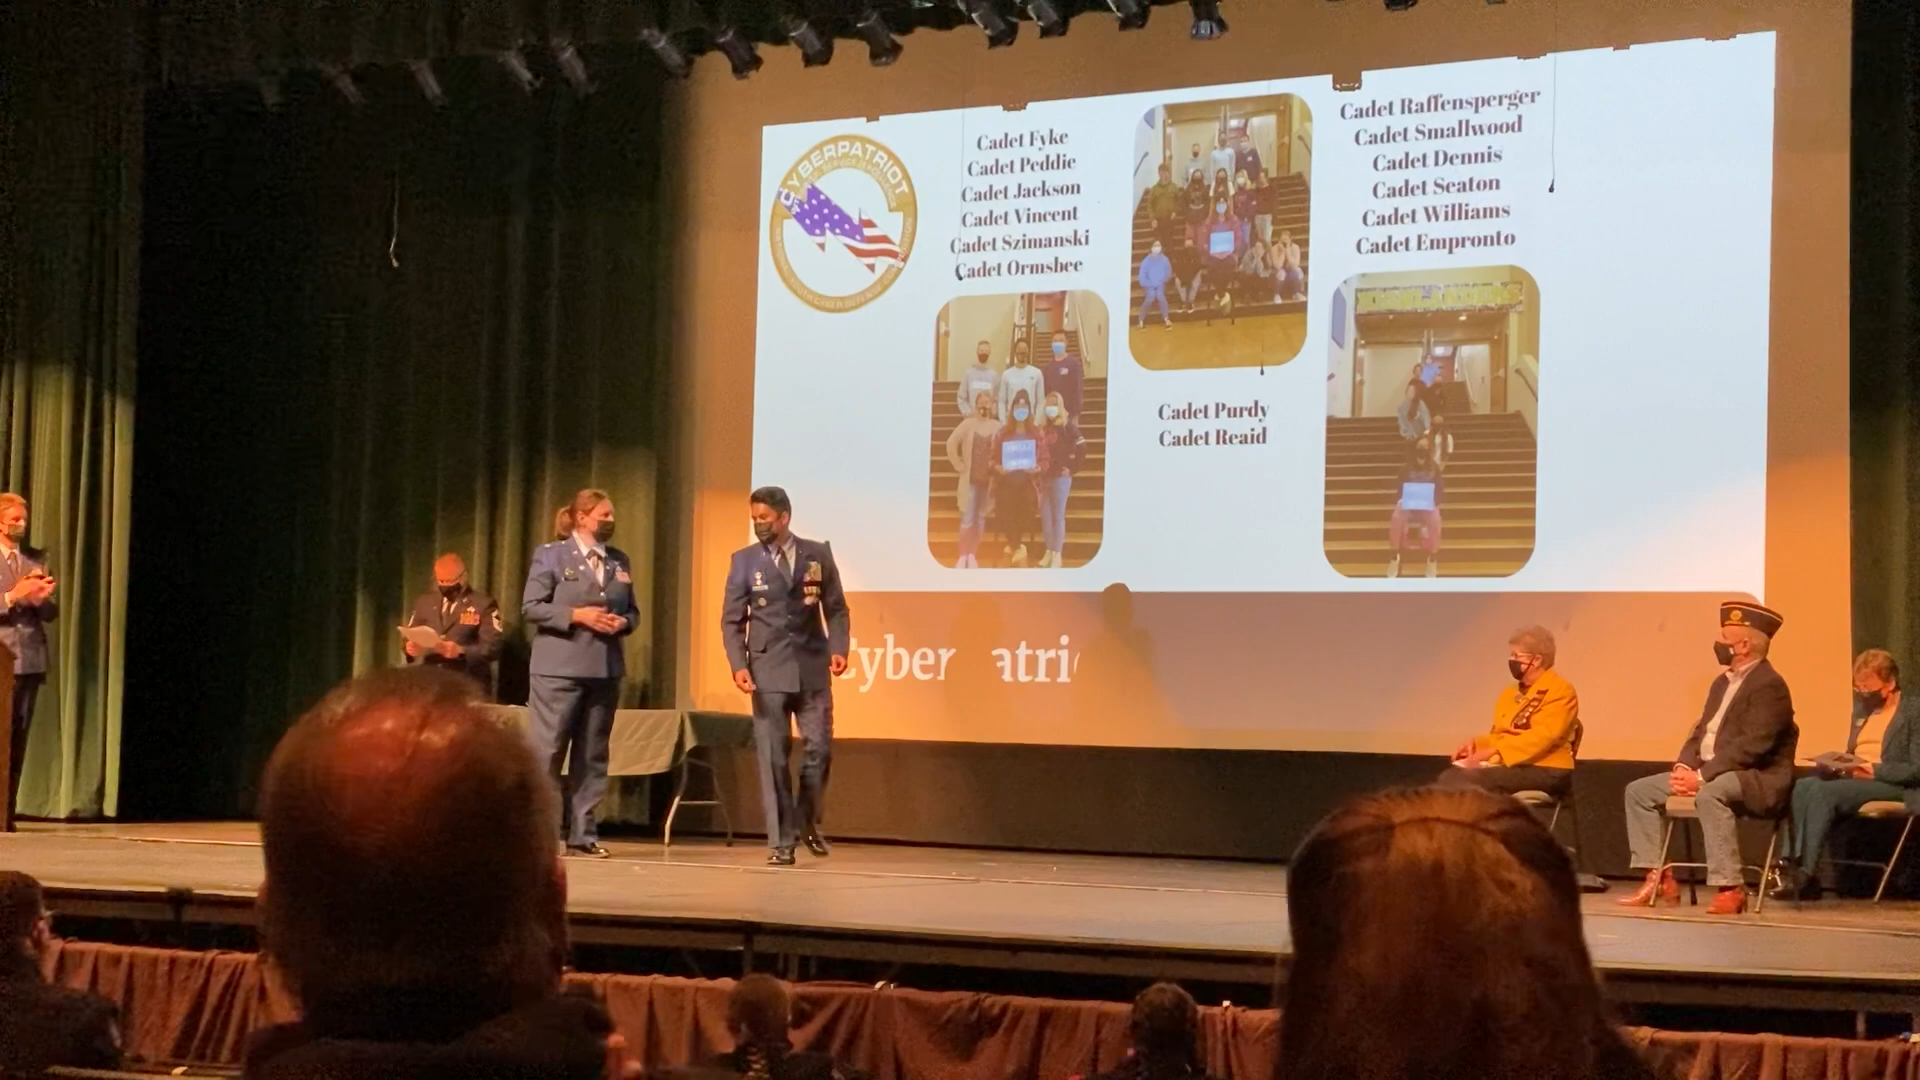 CYBERPATRIOT
Cadet Fyke
Cadet Peddie
Cadet Jackson
Cadet Vincent
Cadet Szimanski
Cadet Ormsbee
Cadet Purdy
Cadet Reaid
Cadet Raffensperger
Cadet Smallwood
Cadet Dennis
Cadet Seaton
Cadet Williams
Cadet Empronto
Cyber atri